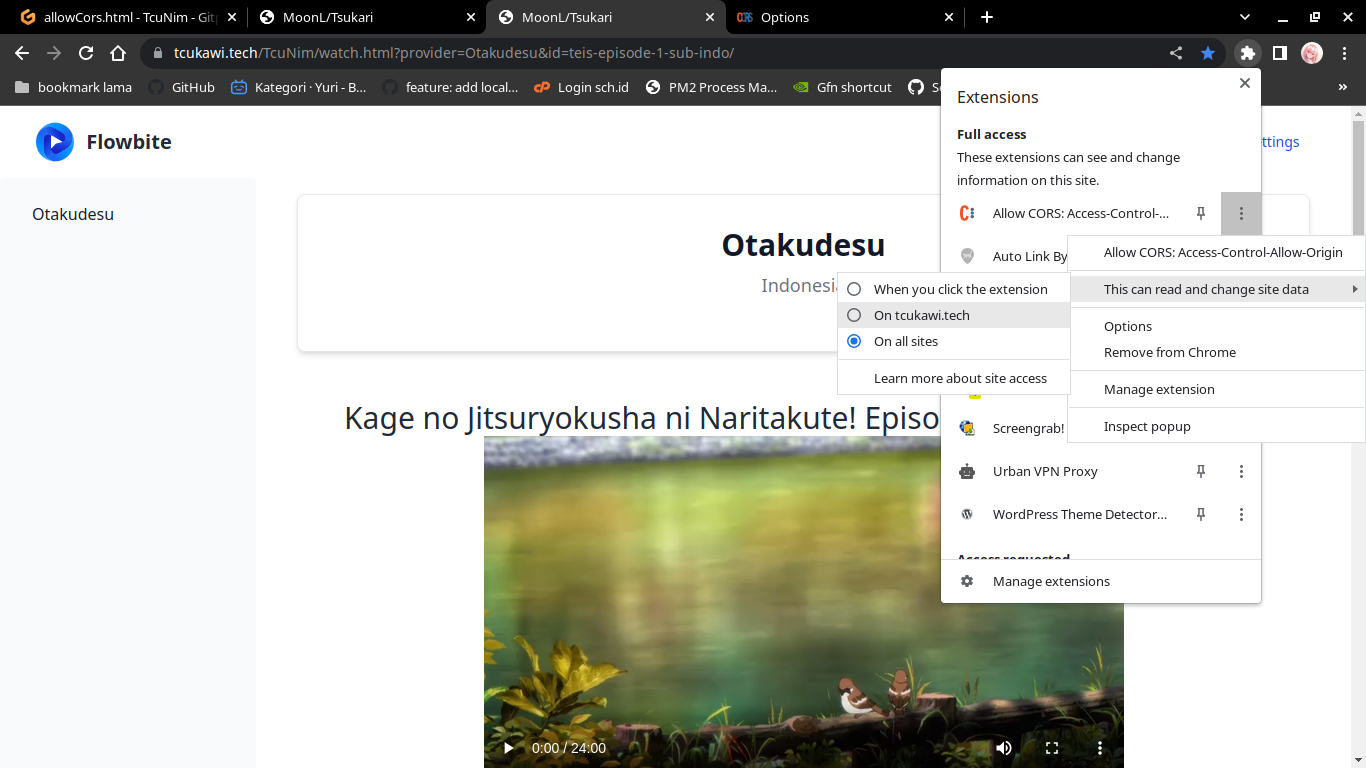 allowCors.html - TcuNim - Git
MoonL/Tsukari
MoonL/Tsukari
Options
tcukawi.tech/TcuNim/watch.html?provider=Otakudesu&id=teis-episode-1-sub-indo/
bookmark lama
GitHub
Kategori · Yuri - B...
feature: add local...
Login sch.id
PM2 Process Ma...
Gfn shortcut
»
Flowbite
ttings
Otakudesu
Otakudesu
Indonesia
Kage no Jitsuryokusha ni Naritakute! Episo
0:00 / 24:00
Extensions
Full access
These extensions can see and change
information on this site.
Allow CORS: Access-Control-...
Auto Link By
Screengrab!
Urban VPN Proxy
WordPress Theme Detector...
Access requested
Manage extensions
Allow CORS: Access-Control-Allow-Origin
This can read and change site data
Options
Remove from Chrome
Manage extension
Inspect popup
When you click the extension
On tcukawi.tech
On all sites
Learn more about site access